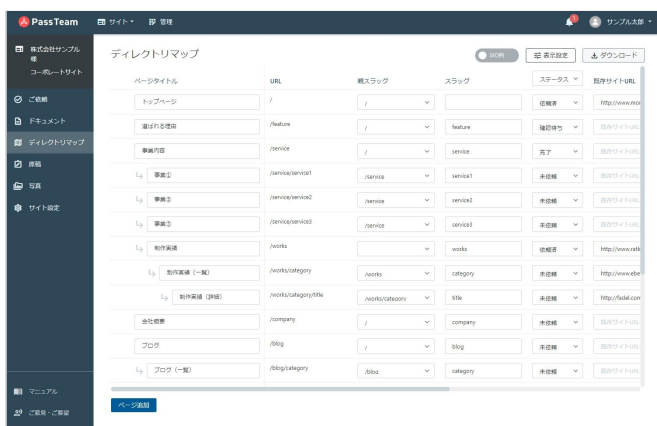 PassTeam
サイト
管理
サンプル太郎
株式会社サンプル
様
コーポレートサイト
ご依頼
ドキュメント
ディレクトリマップ
原稿
写真
サイト設定
マニュアル
ご意見・ご要望
ディレクトリマップ
表示設定
ダウンロード
ページタイトル URL 親スラッグ スラッグ ステータス 既存サイトURL
トップページ / / 依頼済 http://www.mor
選ばれる理由 /feature / feature 確認待ち 既存サイトURL
事業内容 /service / service 完了 既存サイトURL
事業① /service/service1 /service service1 未依頼 既存サイトURL
事業② /service/service2 /service service2 未依頼 既存サイトURL
事業③ /service/service3 /service service3 未依頼 既存サイトURL
制作実績 /works works 依頼済 http://www.ratk
制作実績（一覧） /works/category /works category 未依頼 http://www.ebe
制作実績（詳細） /works/category/title /works/category title 未依頼 http://fadel.com
会社概要 /company / company 未依頼 既存サイトURL
ブログ /blog / blog 未依頼 既存サイトURL
ブログ（一覧） /blog/category /blog category 未依頼 既存サイトURL
ページ追加